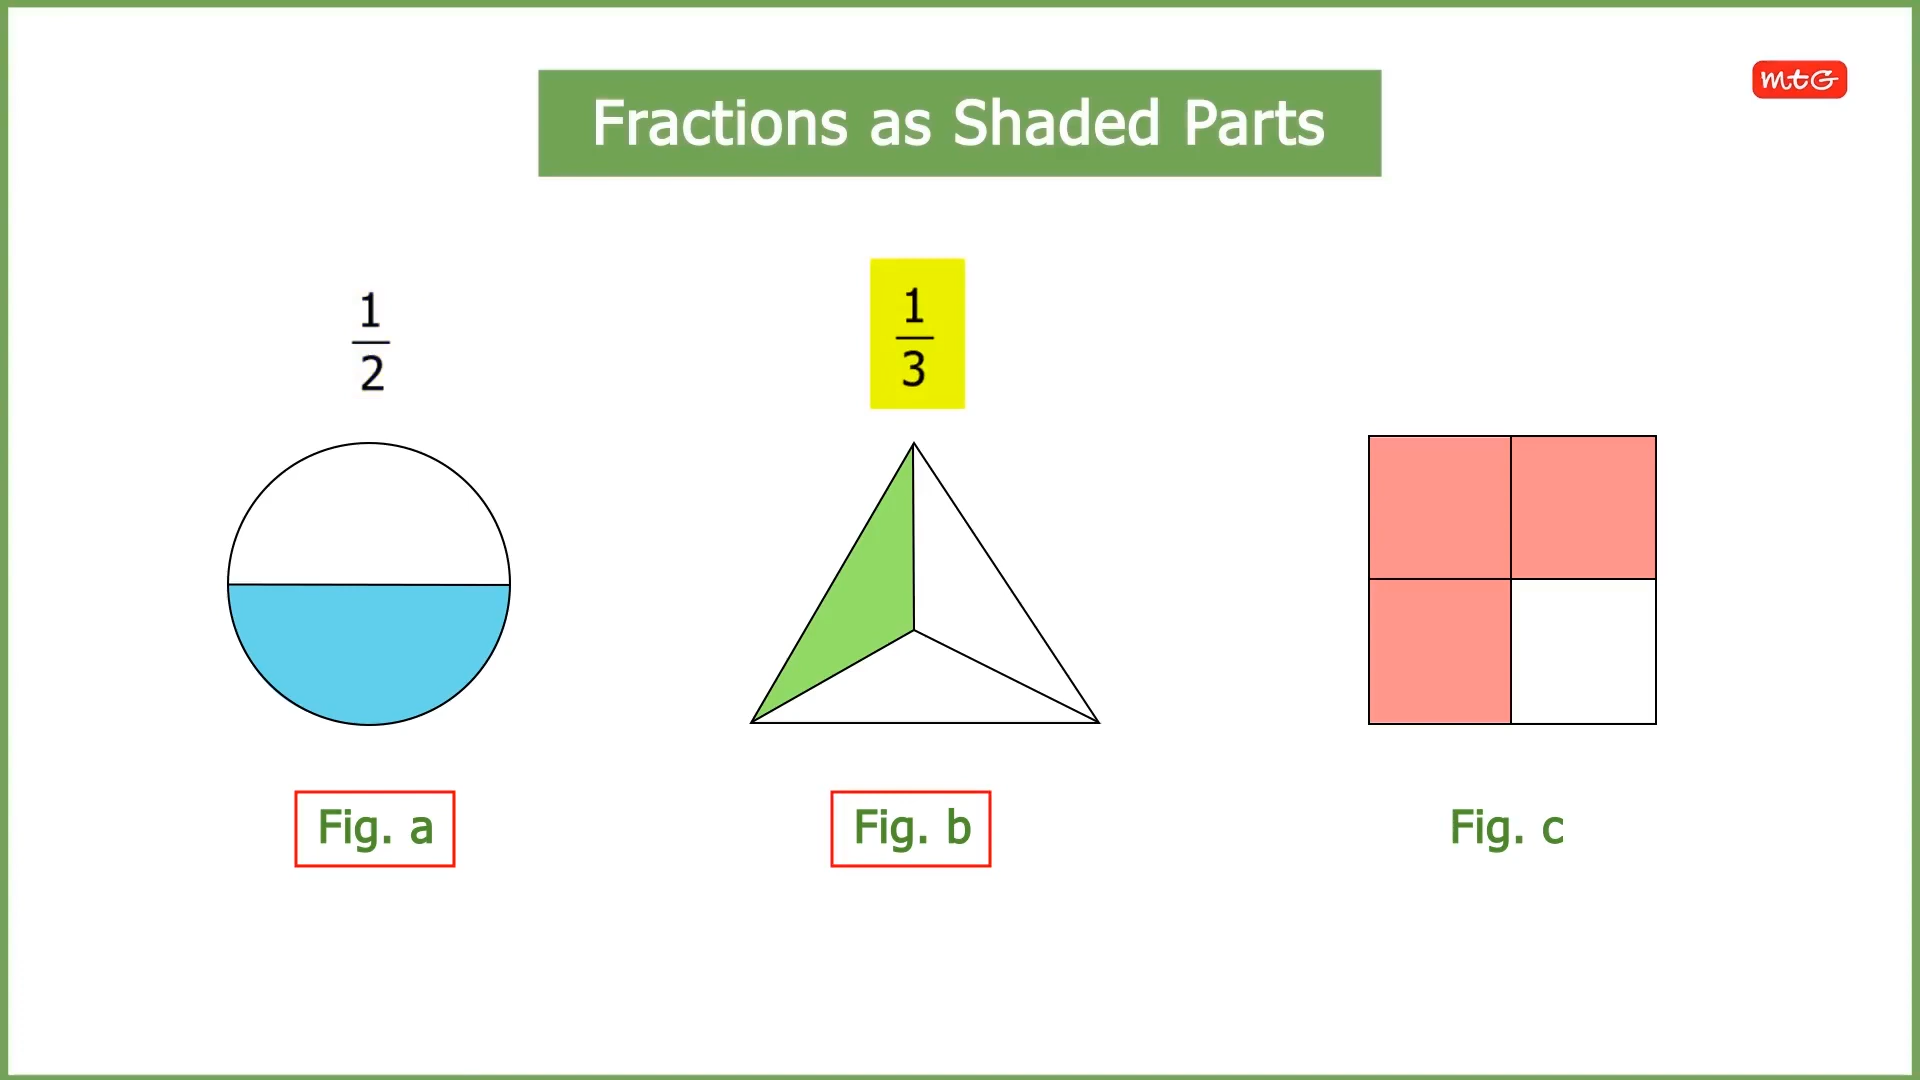 Fractions as Shaded Parts
mtG
1
2
1
3
Fig. a
Fig. b
Fig. c